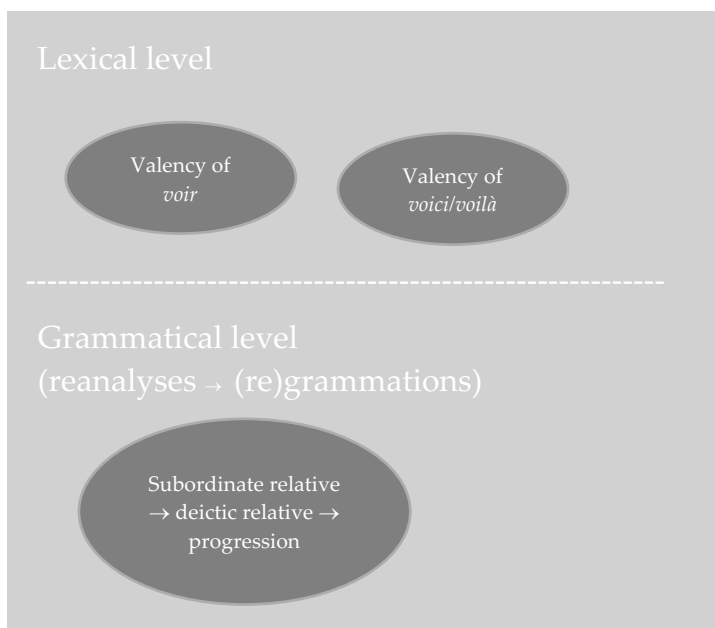 Lexical level
Valency of
voir
Valency of
voici/voilà
Grammatical level
(reanalyses → (re)grammations)
Subordinate relative
→ deictic relative →
progression